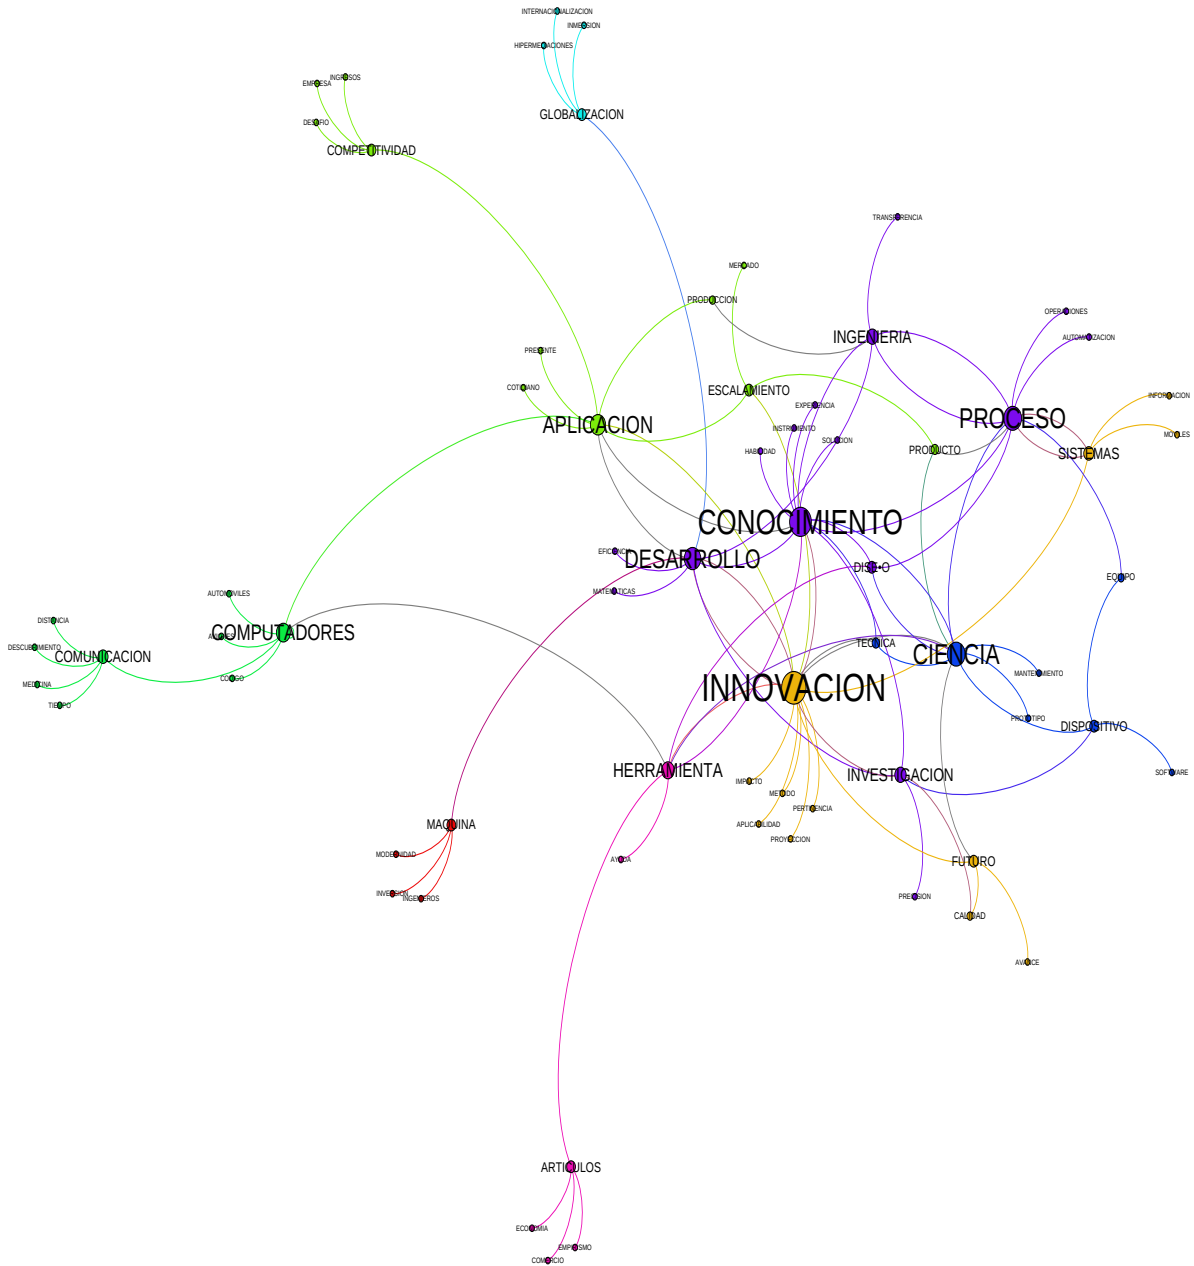 INTERNACIONALIZACION
INMERSION
HIPERMEDIACIONES
INGRESOS
EMPRESA
GLOBALIZACION
DESAFIO
COMPETITIVIDAD
TRANSPARENCIA
MERCADO
PRODUCCION
OPERACIONES
INGENIERIA
AUTOMATIZACION
PRESENTE
COTIDIANO
ESCALAMIENTO
INFORMACION
EXPERIENCIA
PROCESO
APLICACION
INSTRUMENTO
MOVILES
SOLUCION
HABILIDAD
PRODUCTO
SISTEMAS
CONOCIMIENTO
EFICIENCIA
DESARROLLO
EQUIPO
MATEMATICAS
AUTOMOVILES
DISTANCIA
COMPUTADORES
DESCUBRIMIENTO
COMUNICACION
TECNICA
CIENCIA
MANTENIMIENTO
CODIGO
MEDICINA
INNOVACION
TIEMPO
PROTOTIPO
DISPOSITIVO
HERRAMIENTA
INVESTIGACION
SOFTWARE
IMPACTO
METODO
PERTINENCIA
APLICABILIDAD
MAQUINA
PROYECCION
MODERNIDAD
AYUDA
FUTURO
INVERSION
INGENIEROS
PRECISION
CALIDAD
AVANCE
ARTICULOS
ECONOMIA
EMPIRISMO
COMERCIO